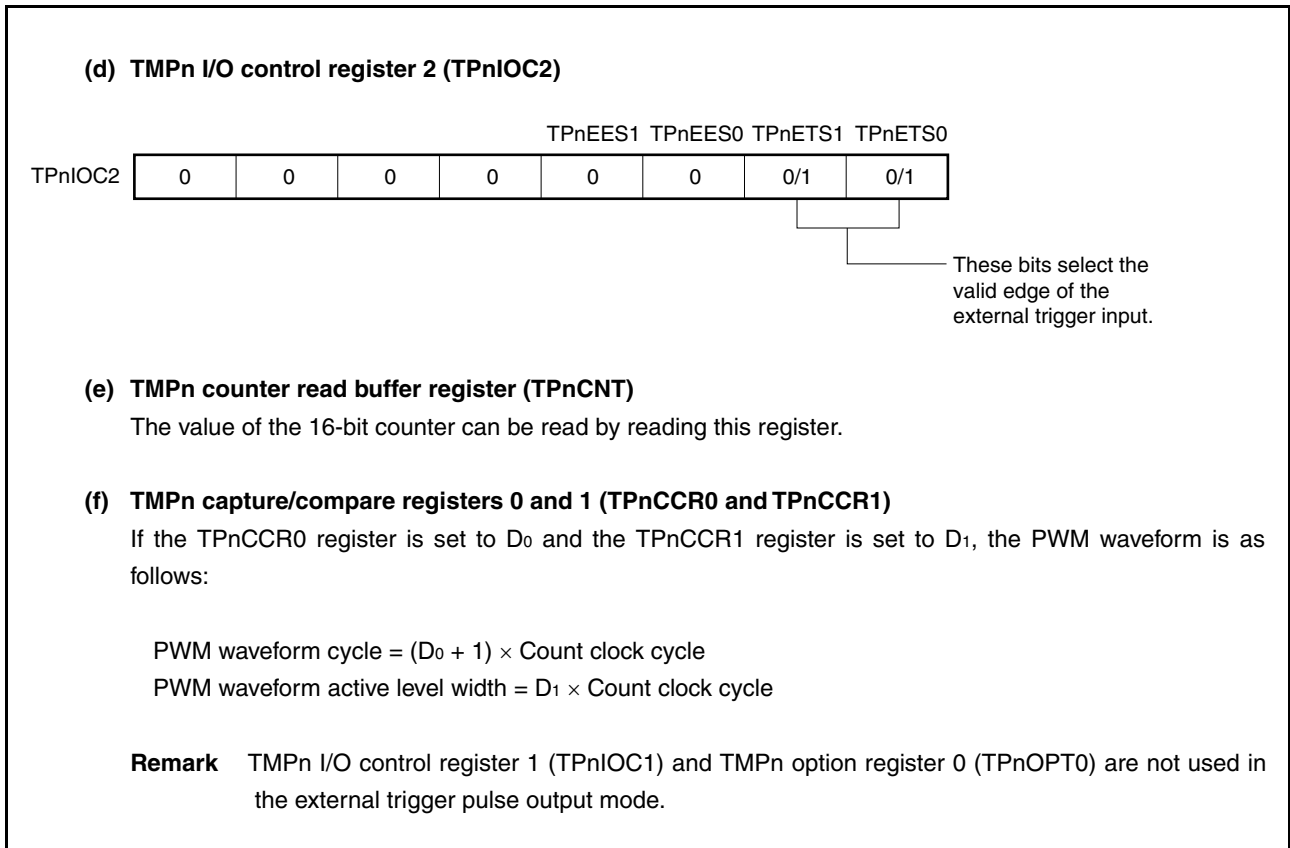 (d) TMPn I/O control register 2 (TPnIOC2)
TPnEES1 TPnEES0 TPnETS1 TPnETS0
TPnIOC2 0 0 0 0 0 0 0/1 0/1
These bits select the
valid edge of the
external trigger input.
(e) TMPn counter read buffer register (TPnCNT)
The value of the 16-bit counter can be read by reading this register.
(f) TMPn capture/compare registers 0 and 1 (TPnCCR0 and TPnCCR1)
If the TPnCCR0 register is set to D0 and the TPnCCR1 register is set to D1, the PWM waveform is as
follows:
PWM waveform cycle = (D0 + 1) × Count clock cycle
PWM waveform active level width = D1 × Count clock cycle
Remark TMPn I/O control register 1 (TPnIOC1) and TMPn option register 0 (TPnOPT0) are not used in
the external trigger pulse output mode.